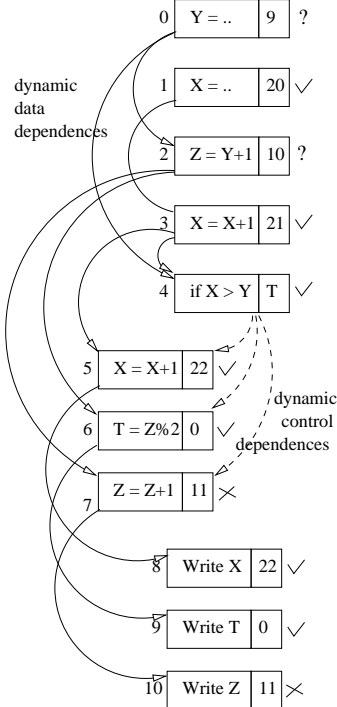 0 Y = .. 9 ?
dynamic
data
dependences
1 X = .. 20 ✓
2 Z = Y+1 10 ?
3 X = X+1 21 ✓
4 if X > Y T ✓
5 X = X+1 22 ✓
dynamic
control
dependences
6 T = Z%2 0 ✓
7 Z = Z+1 11 ✕
8 Write X 22 ✓
9 Write T 0 ✓
10 Write Z 11 ✕